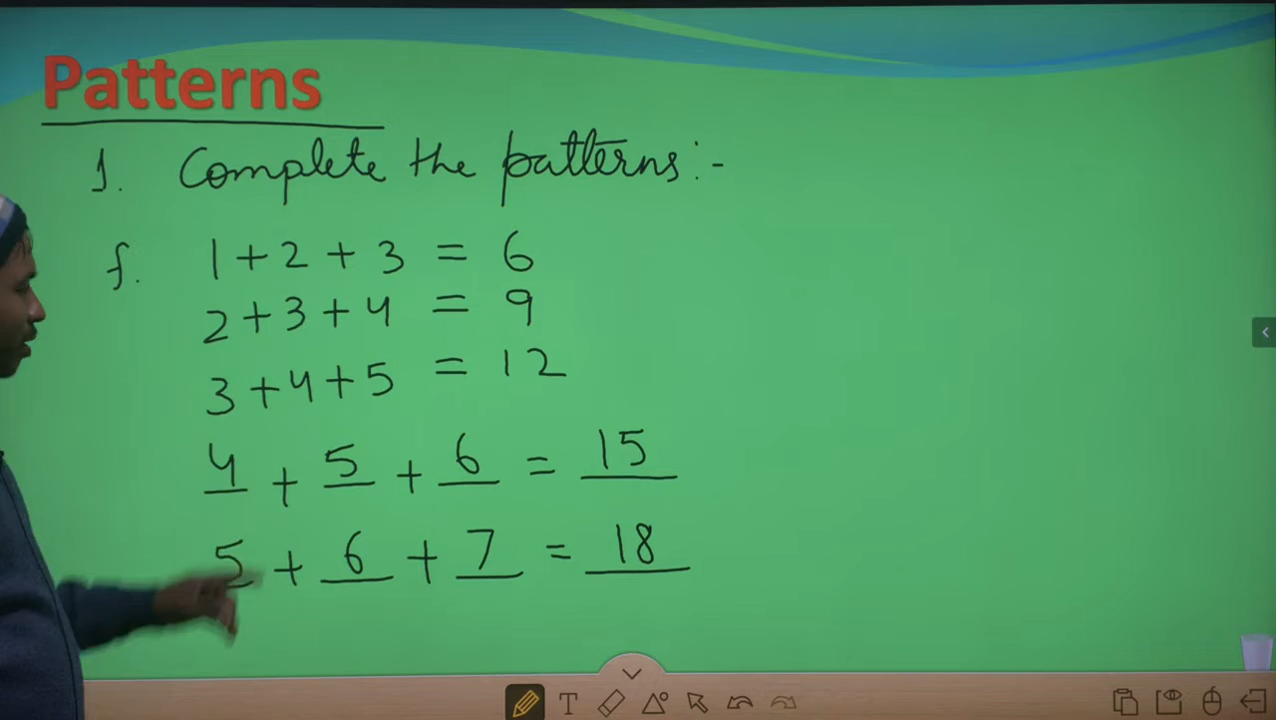 Patterns
1. Complete the patterns:-
f. 1 + 2 + 3 = 6
2 + 3 + 4 = 9
3 + 4 + 5 = 12
4 + 5 + 6 = 15
5 + 6 + 7 = 18
T